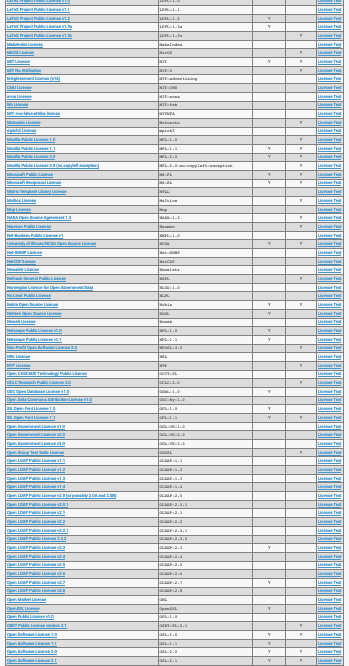 LaTeX Project Public License v1.1 LPPL-1.1 License Text
LaTeX Project Public License v1.2 LPPL-1.2 Y License Text
LaTeX Project Public License v1.3a LPPL-1.3a Y License Text
LaTeX Project Public License v1.3c LPPL-1.3c Y License Text
MakeIndex License MakeIndex License Text
MirOS License MirOS Y License Text
MIT License MIT Y Y License Text
MIT No Attribution MIT-0 Y License Text
Enlightenment License (e16) MIT-advertising License Text
CMU License MIT-CMU License Text
enna License MIT-enna License Text
feh License MIT-feh License Text
MIT +no-false-attribs license MITNFA License Text
Motosoto License Motosoto Y License Text
mpich2 License mpich2 License Text
Mozilla Public License 1.0 MPL-1.0 Y License Text
Mozilla Public License 1.1 MPL-1.1 Y Y License Text
Mozilla Public License 2.0 MPL-2.0 Y Y License Text
Mozilla Public License 2.0 (no copyleft exception) MPL-2.0-no-copyleft-exception Y License Text
Microsoft Public License MS-PL Y Y License Text
Microsoft Reciprocal License MS-RL Y Y License Text
Matrix Template Library License MTLL License Text
Multics License Multics Y License Text
Mup License Mup License Text
NASA Open Source Agreement 1.3 NASA-1.3 Y License Text
Naumen Public License Naumen Y License Text
Net Boolean Public License v1 NBPL-1.0 License Text
University of Illinois/NCSA Open Source License NCSA Y Y License Text
Net-SNMP License Net-SNMP License Text
NetCDF license NetCDF License Text
Newsletr License Newsletr License Text
Nethack General Public License NGPL Y License Text
Norwegian Licence for Open Government Data NLOD-1.0 License Text
No Limit Public License NLPL License Text
Nokia Open Source License Nokia Y Y License Text
Netizen Open Source License NOSL Y License Text
Noweb License Noweb License Text
Netscape Public License v1.0 NPL-1.0 Y License Text
Netscape Public License v1.1 NPL-1.1 Y License Text
Non-Profit Open Software License 3.0 NPOSL-3.0 Y License Text
NRL License NRL License Text
NTP License NTP Y License Text
Open CASCADE Technology Public License OCCT-PL License Text
OCLC Research Public License 2.0 OCLC-2.0 Y License Text
ODC Open Database License v1.0 ODbL-1.0 Y License Text
Open Data Commons Attribution License v1.0 ODC-By-1.0 License Text
SIL Open Font License 1.0 OFL-1.0 Y License Text
SIL Open Font License 1.1 OFL-1.1 Y Y License Text
Open Government Licence v1.0 OGL-UK-1.0 License Text
Open Government Licence v2.0 OGL-UK-2.0 License Text
Open Government Licence v3.0 OGL-UK-3.0 License Text
Open Group Test Suite License OGTSL Y License Text
Open LDAP Public License v1.1 OLDAP-1.1 License Text
Open LDAP Public License v1.2 OLDAP-1.2 License Text
Open LDAP Public License v1.3 OLDAP-1.3 License Text
Open LDAP Public License v1.4 OLDAP-1.4 License Text
Open LDAP Public License v2.0 (or possibly 2.0A and 2.0B) OLDAP-2.0 License Text
Open LDAP Public License v2.0.1 OLDAP-2.0.1 License Text
Open LDAP Public License v2.1 OLDAP-2.1 License Text
Open LDAP Public License v2.2 OLDAP-2.2 License Text
Open LDAP Public License v2.2.1 OLDAP-2.2.1 License Text
Open LDAP Public License 2.2.2 OLDAP-2.2.2 License Text
Open LDAP Public License v2.3 OLDAP-2.3 Y License Text
Open LDAP Public License v2.4 OLDAP-2.4 License Text
Open LDAP Public License v2.5 OLDAP-2.5 License Text
Open LDAP Public License v2.6 OLDAP-2.6 License Text
Open LDAP Public License v2.7 OLDAP-2.7 Y License Text
Open LDAP Public License v2.8 OLDAP-2.8 License Text
Open Market License OML License Text
OpenSSL License OpenSSL Y License Text
Open Public License v1.0 OPL-1.0 License Text
OSET Public License version 2.1 OSET-PL-2.1 Y License Text
Open Software License 1.0 OSL-1.0 Y Y License Text
Open Software License 1.1 OSL-1.1 Y License Text
Open Software License 2.0 OSL-2.0 Y Y License Text
Open Software License 2.1 OSL-2.1 Y Y License Text